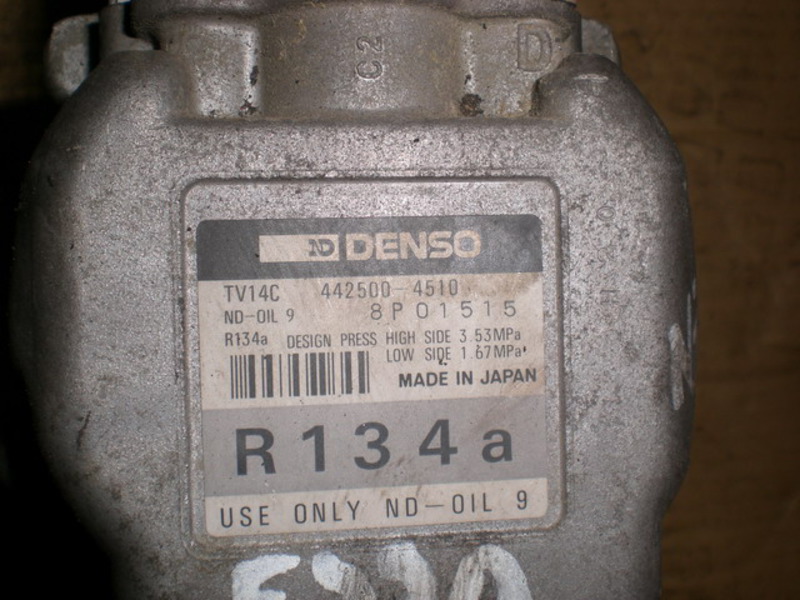 C2
D
ND DENSO
TV14C 442500-4510
ND-OIL 9 8P01515
R134a DESIGN PRESS HIGH SIDE 3.53MPa
LOW SIDE 1.67MPa
MADE IN JAPAN
R134a
USE ONLY ND-OIL 9